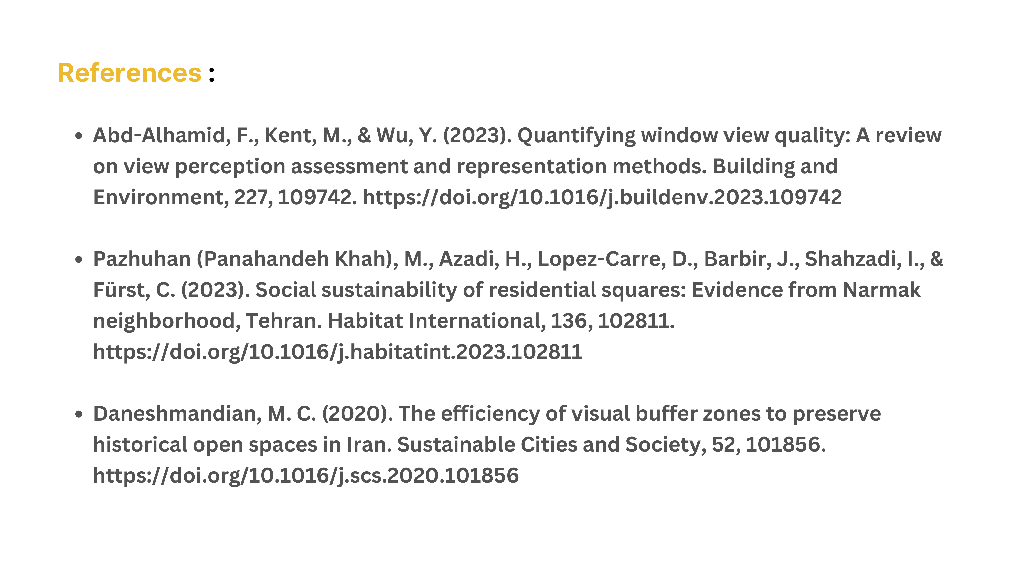 References :
• Abd-Alhamid, F., Kent, M., & Wu, Y. (2023). Quantifying window view quality: A review
on view perception assessment and representation methods. Building and
Environment, 227, 109742. https://doi.org/10.1016/j.buildenv.2023.109742
• Pazhuhan (Panahandeh Khah), M., Azadi, H., Lopez-Carre, D., Barbir, J., Shahzadi, I., &
Fürst, C. (2023). Social sustainability of residential squares: Evidence from Narmak
neighborhood, Tehran. Habitat International, 136, 102811.
https://doi.org/10.1016/j.habitatint.2023.102811
• Daneshmandian, M. C. (2020). The efficiency of visual buffer zones to preserve
historical open spaces in Iran. Sustainable Cities and Society, 52, 101856.
https://doi.org/10.1016/j.scs.2020.101856